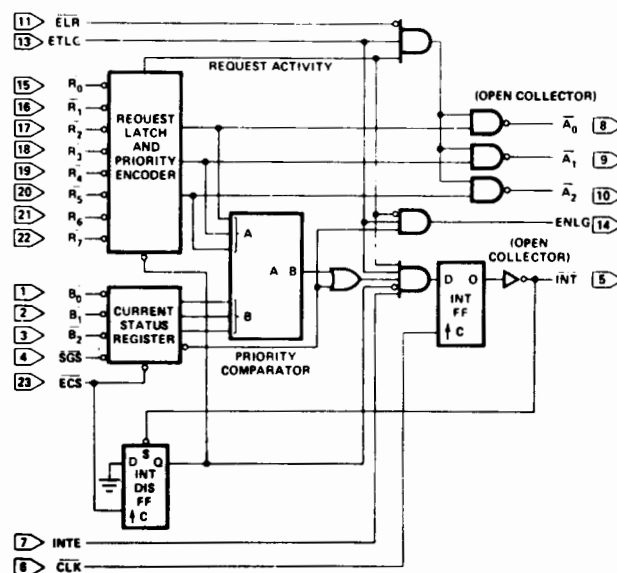 11 ELR
13 ETLC
REQUEST ACTIVITY
15 R0
16 R1
17 R2
18 R3
19 R4
20 R5
21 R6
22 R7
REQUEST
LATCH
AND
PRIORITY
ENCODER
(OPEN COLLECTOR)
A0 8
A1 9
A2 10
ENLG 14
A
A B
B
PRIORITY
COMPARATOR
(OPEN
COLLECTOR)
D O
INT
FF
C
INT 5
1 B0
2 B1
3 B2
4 SGS
23 ECS
CURRENT
STATUS
REGISTER
S
D Q
INT
DIS
FF
C
7 INTE
6 CLK